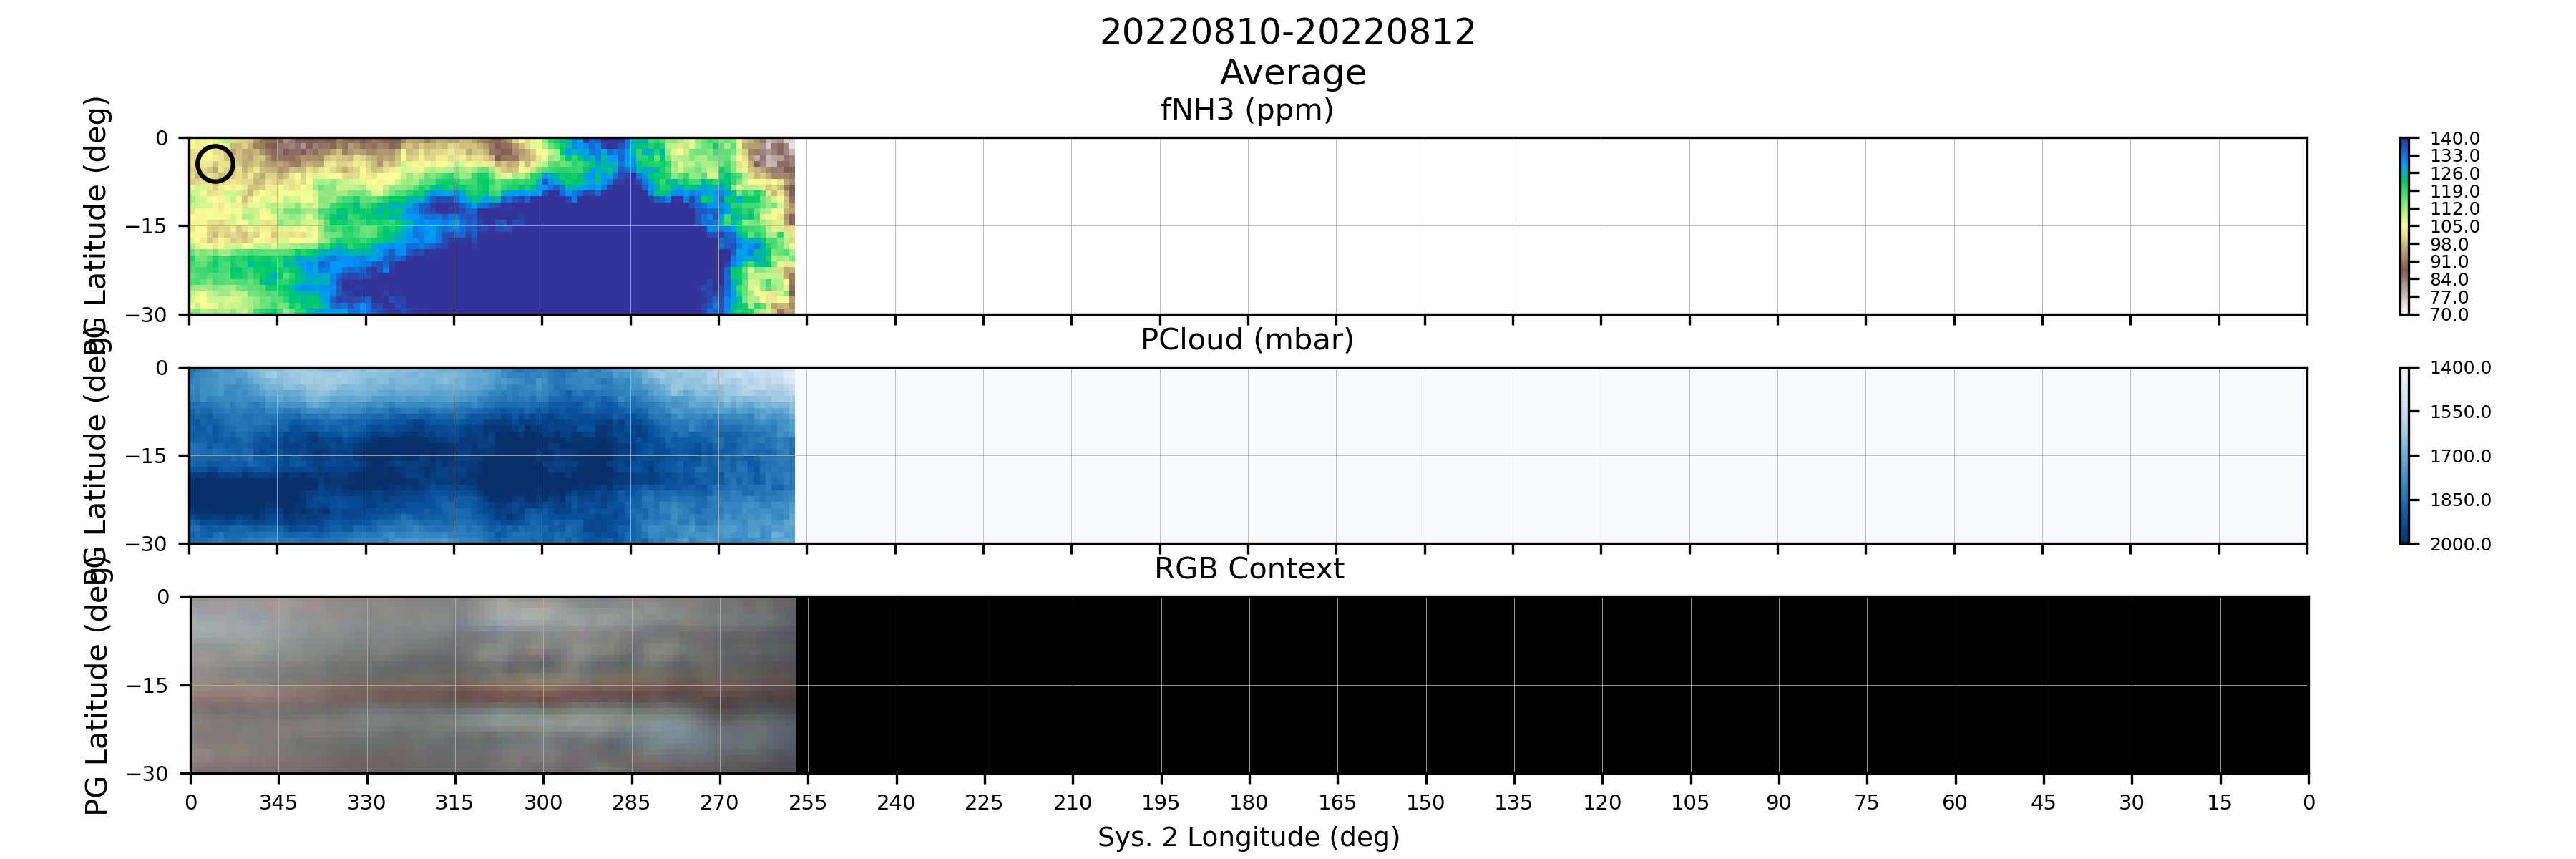 20220810-20220812
Average
fNH3 (ppm)
PG Latitude (deg)
0
−15
−30
140.0
133.0
126.0
119.0
112.0
105.0
98.0
91.0
84.0
77.0
70.0
PCloud (mbar)
PG Latitude (deg)
0
−15
−30
1400.0
1550.0
1700.0
1850.0
2000.0
RGB Context
PG Latitude (deg)
0
−15
−30
0 345 330 315 300 285 270 255 240 225 210 195 180 165 150 135 120 105 90 75 60 45 30 15 0
Sys. 2 Longitude (deg)